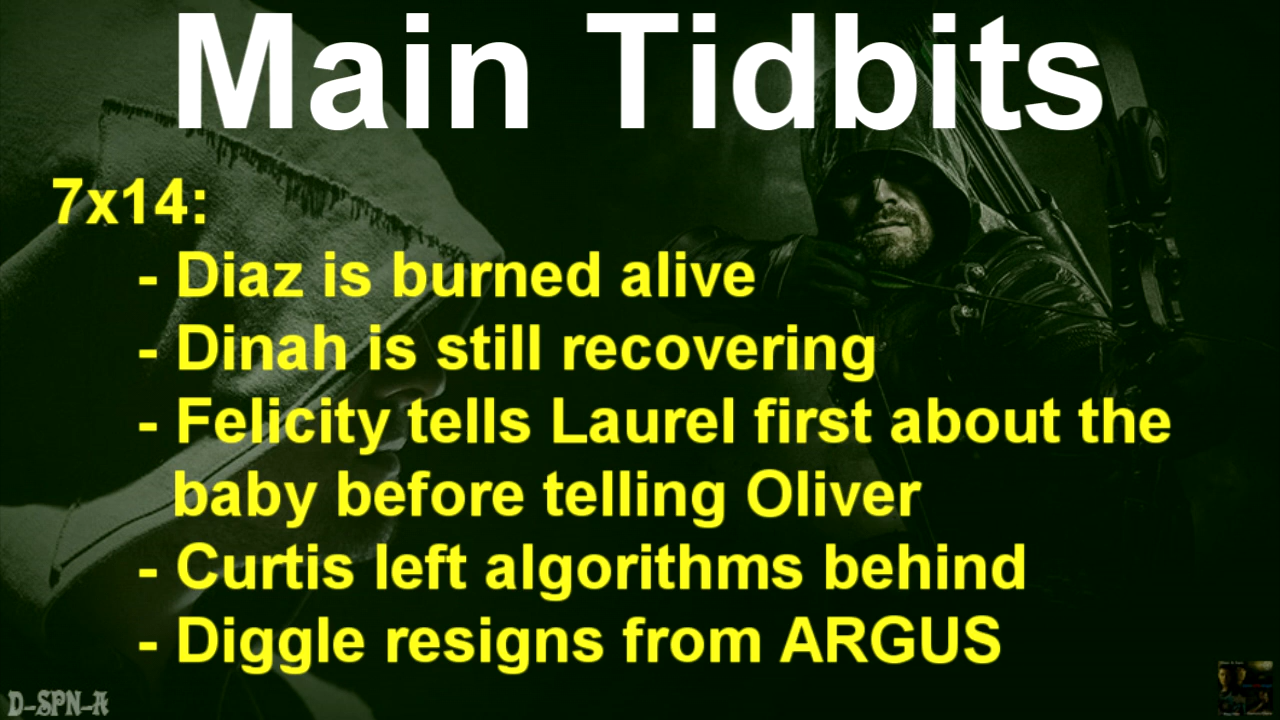 Main Tidbits
7x14:
- Diaz is burned alive
- Dinah is still recovering
- Felicity tells Laurel first about the
baby before telling Oliver
- Curtis left algorithms behind
- Diggle resigns from ARGUS
D-SPN-A